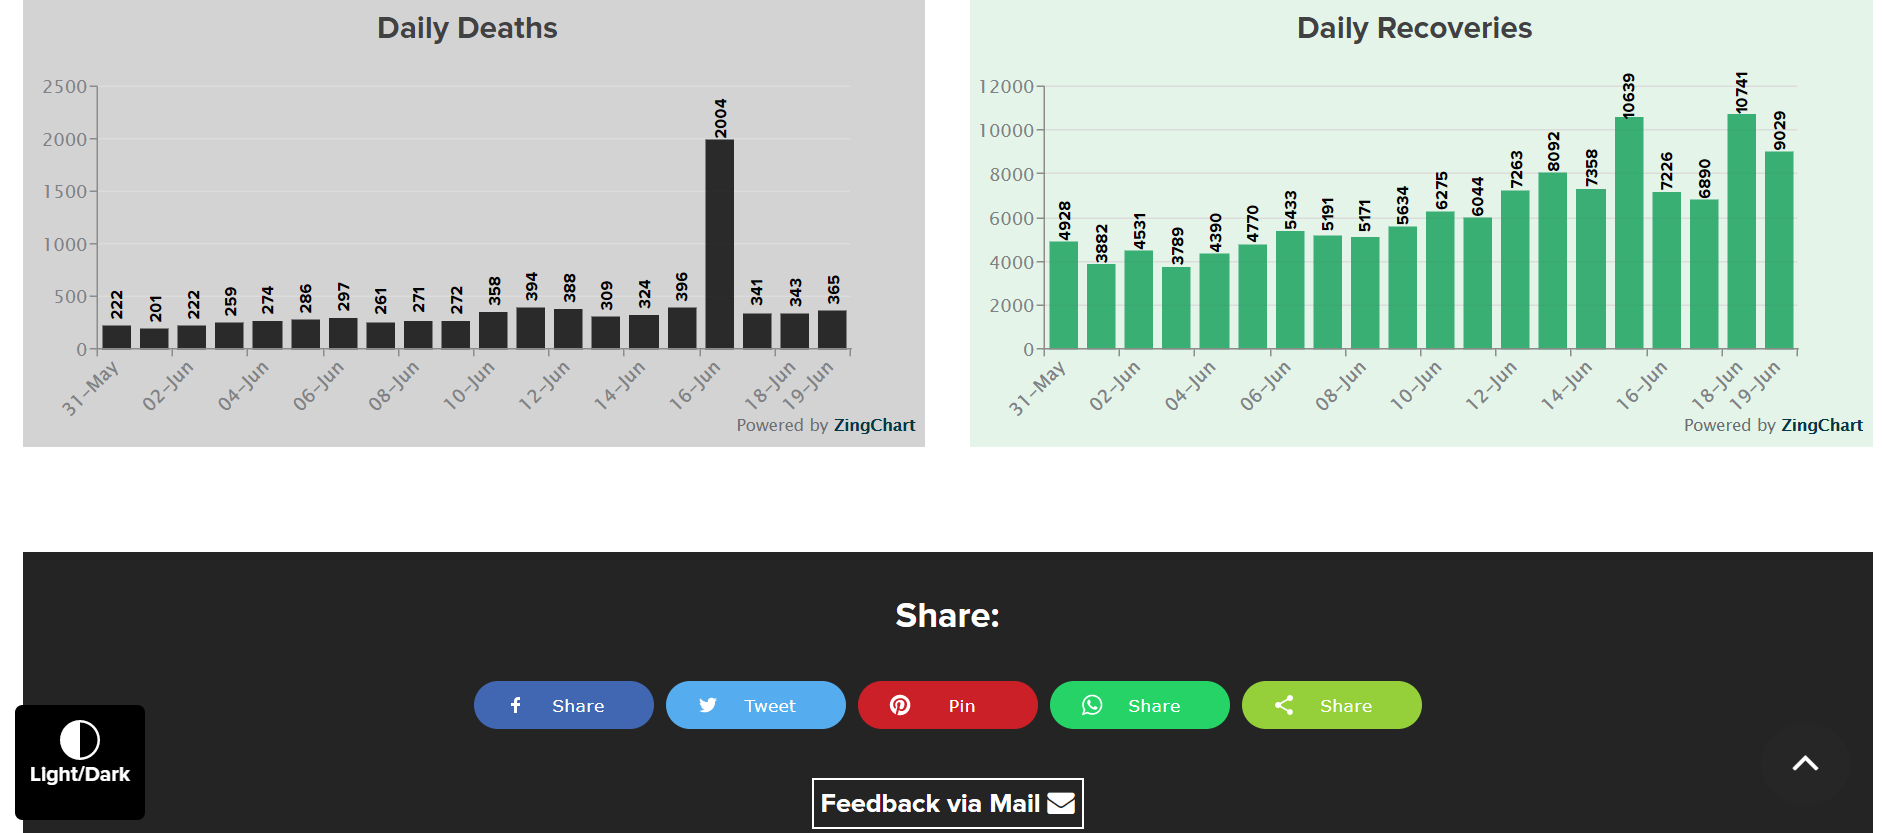 Daily Deaths
2500
2000
1500
1000
500
0
222
201
222
259
274
286
297
261
271
272
358
394
388
309
324
396
2004
341
343
365
31-May
02-Jun
04-Jun
06-Jun
08-Jun
10-Jun
12-Jun
14-Jun
16-Jun
18-Jun
19-Jun
Powered by ZingChart
Daily Recoveries
12000
10000
8000
6000
4000
2000
0
4928
3882
4531
3789
4390
4770
5433
5191
5171
5634
6275
6044
7263
8092
7358
10639
7226
6890
10741
9029
31-May
02-Jun
04-Jun
06-Jun
08-Jun
10-Jun
12-Jun
14-Jun
16-Jun
18-Jun
19-Jun
Powered by ZingChart
Share:
Share
Tweet
Pin
Share
Share
Light/Dark
Feedback via Mail